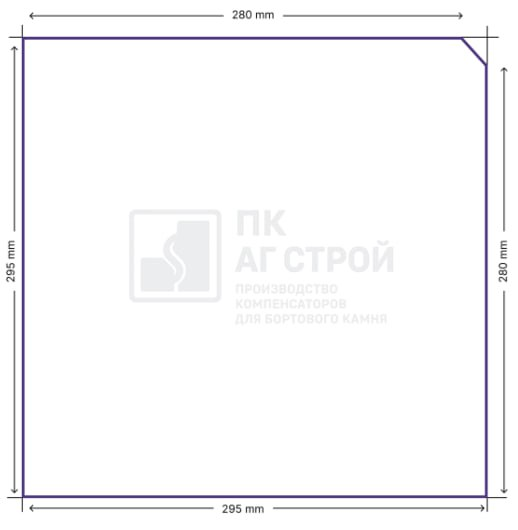 280 mm
295 mm
280 mm
ПК
АГ СТРОЙ
ПРОИЗВОДСТВО
КОМПЕНСАТОРОВ
ДЛЯ БОРТОВОГО КАМНЯ
295 mm